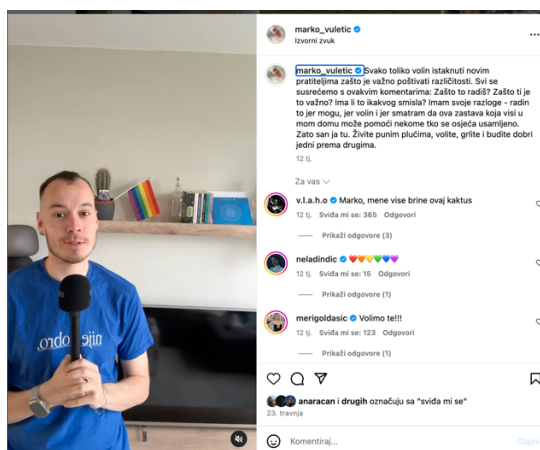 marko_vuletic
Izvorni zvuk
marko_vuletic Svako toliko volin istaknuti novim
pratiteljima zašto je važno poštivati različitosti. Svi se
susrećemo s ovakvim komentarima: Zašto to radiš? Zašto ti je
to važno? Ima li to ikakvog smisla? Imam svoje razloge - radin
to jer mogu, jer volin i jer smatram da ova zastava koja visi u
mom domu može pomoći nekome tko se osjeća usamljeno.
Zato san ja tu. Živite punim plućima, volite, grlite i budite dobri
jedni prema drugima.
12 tj.
Za vas
v.l.a.h.o Marko, mene vise brine ovaj kaktus
12 tj. Sviđa mi se: 365 Odgovori
Prikaži odgovore (3)
neladindic ❤️🧡💛💚💙💜
12 tj. Sviđa mi se: 15 Odgovori
Prikaži odgovore (1)
merigoldasic Volimo te!!!
12 tj. Sviđa mi se: 123 Odgovori
Prikaži odgovore (1)
anaracan i drugih označuju sa "sviđa mi se"
23. travnja
Komentiraj...
Objavi
nije
dobro.